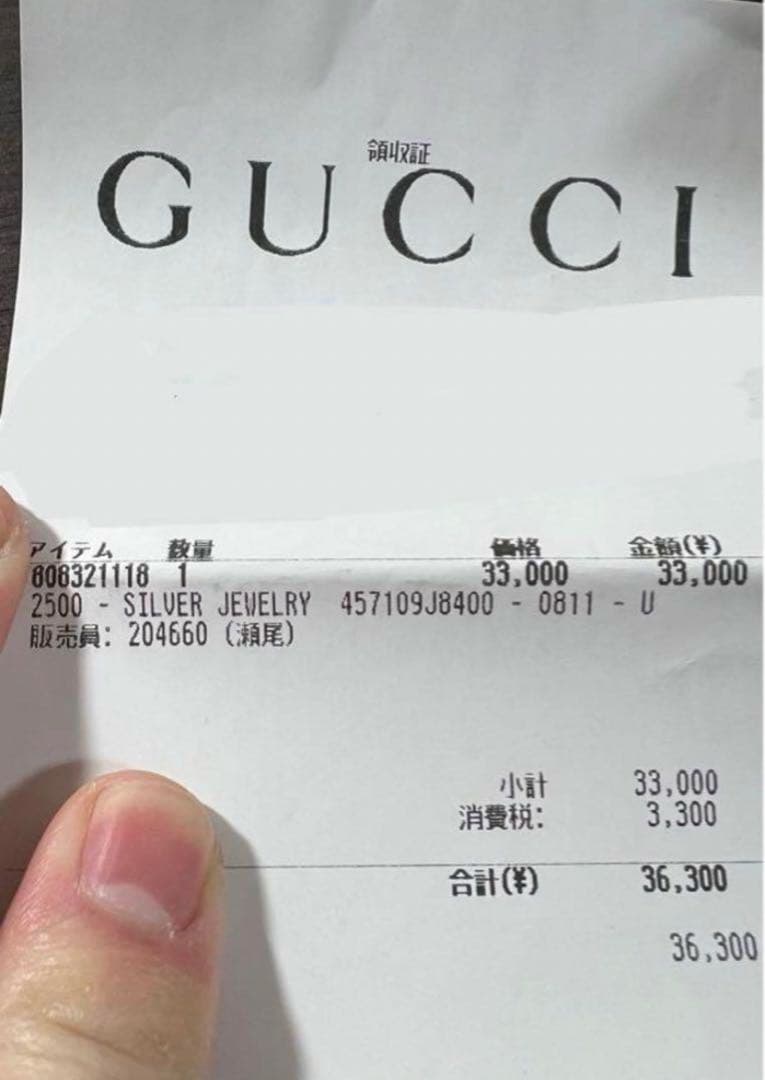 領収証
GUCCI
アイテム 数量 価格 金額(¥)
808321118 1 33,000 33,000
2500 - SILVER JEWELRY 457109J8400 - 0811 - U
販売員: 204660 (瀬尾)
小計 33,000
消費税: 3,300
合計(¥) 36,300
36,300